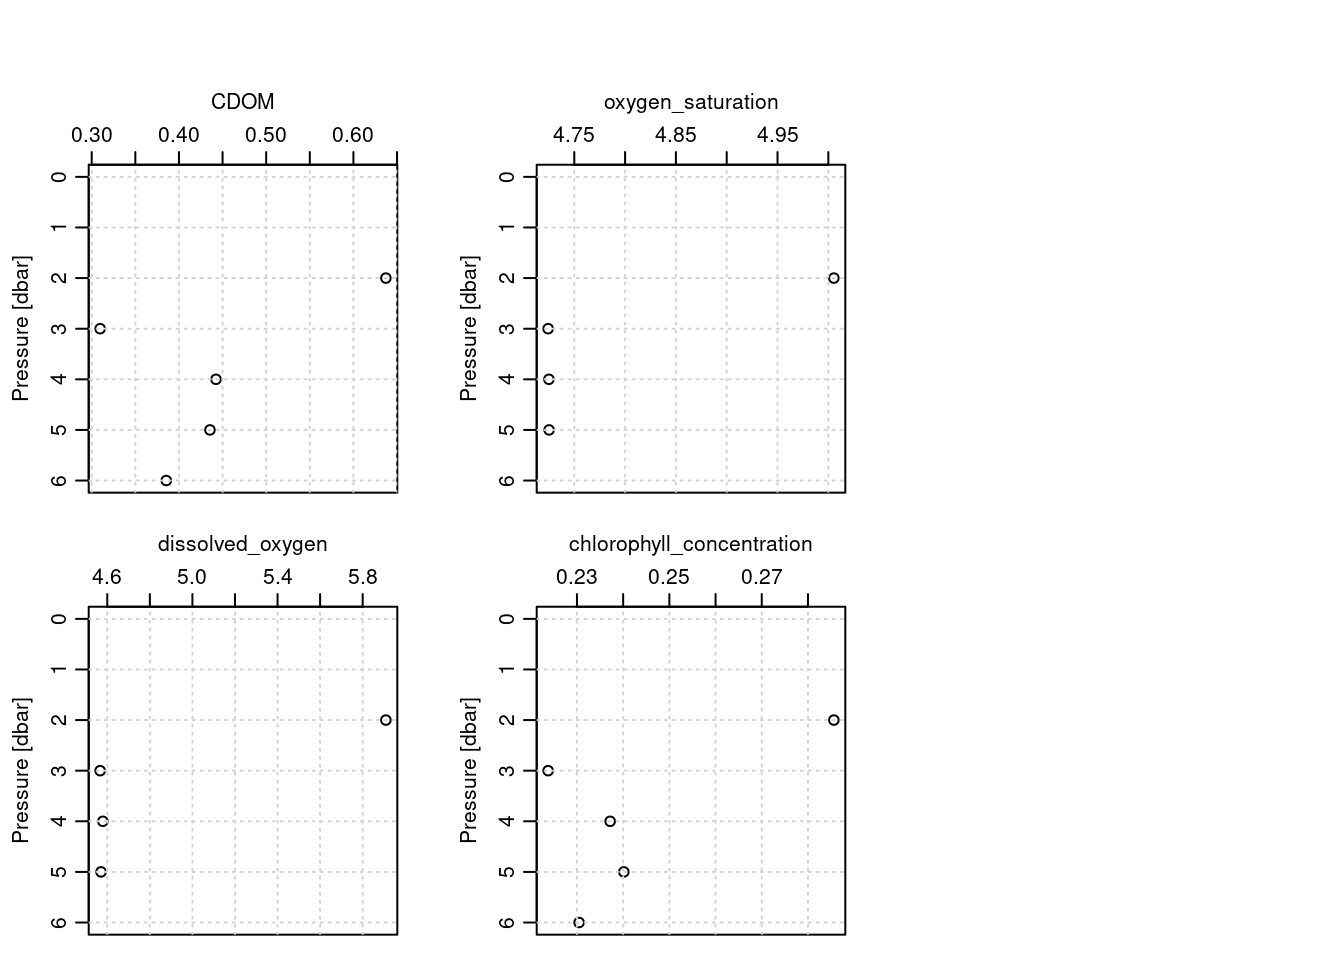 CDOM
0.30 0.40 0.50 0.60
0
1
2
3
4
5
6
Pressure [dbar]
oxygen_saturation
4.75 4.85 4.95
0
1
2
3
4
5
6
Pressure [dbar]
dissolved_oxygen
4.6 5.0 5.4 5.8
0
1
2
3
4
5
6
Pressure [dbar]
chlorophyll_concentration
0.23 0.25 0.27
0
1
2
3
4
5
6
Pressure [dbar]